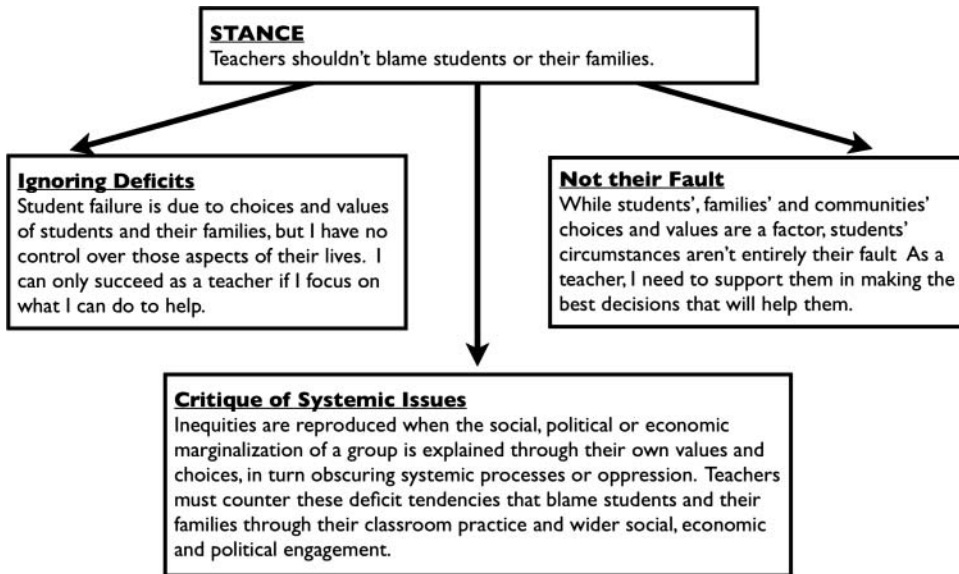 STANCE
Teachers shouldn't blame students or their families.
Ignoring Deficits
Student failure is due to choices and values
of students and their families, but I have no
control over those aspects of their lives. I
can only succeed as a teacher if I focus on
what I can do to help.
Not their Fault
While students', families' and communities'
choices and values are a factor, students'
circumstances aren't entirely their fault As a
teacher, I need to support them in making the
best decisions that will help them.
Critique of Systemic Issues
Inequities are reproduced when the social, political or economic
marginalization of a group is explained through their own values and
choices, in turn obscuring systemic processes or oppression. Teachers
must counter these deficit tendencies that blame students and their
families through their classroom practice and wider social, economic
and political engagement.